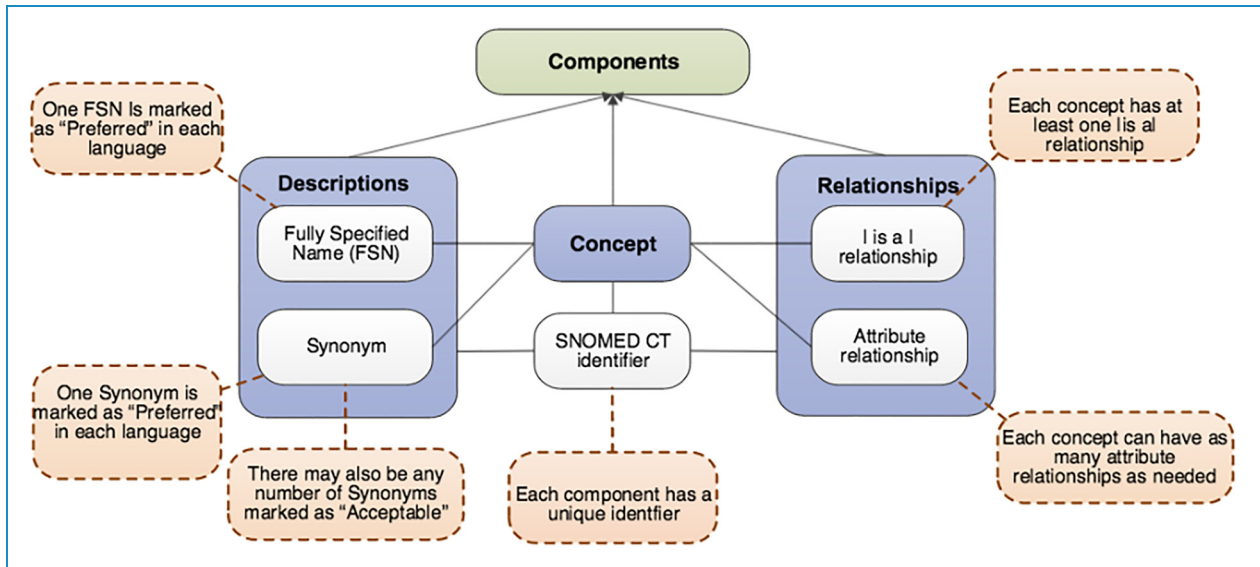 Components
One FSN Is marked
as “Preferred” in each
language
Each concept has at
least one lis al
relationship
Descriptions
Fully Specified
Name (FSN)
Synonym
Concept
SNOMED CT
identifier
Relationships
I is a I
relationship
Attribute
relationship
One Synonym is
marked as “Preferred”
in each language
There may also be any
number of Synonyms
marked as “Acceptable”
Each component has a
unique identfier
Each concept can have as
many attribute
relationships as needed